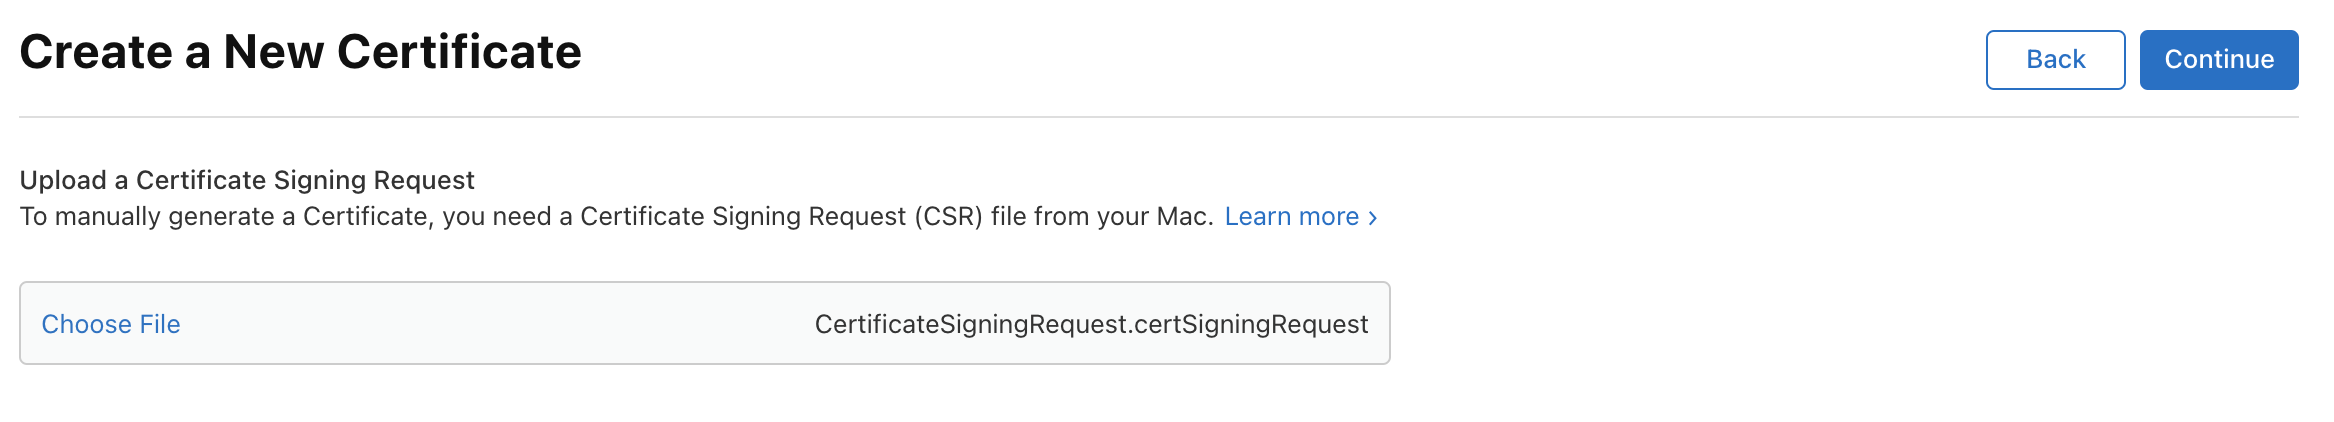 Create a New Certificate
Back
Continue
Upload a Certificate Signing Request
To manually generate a Certificate, you need a Certificate Signing Request (CSR) file from your Mac. Learn more ›
Choose File
CertificateSigningRequest.certSigningRequest